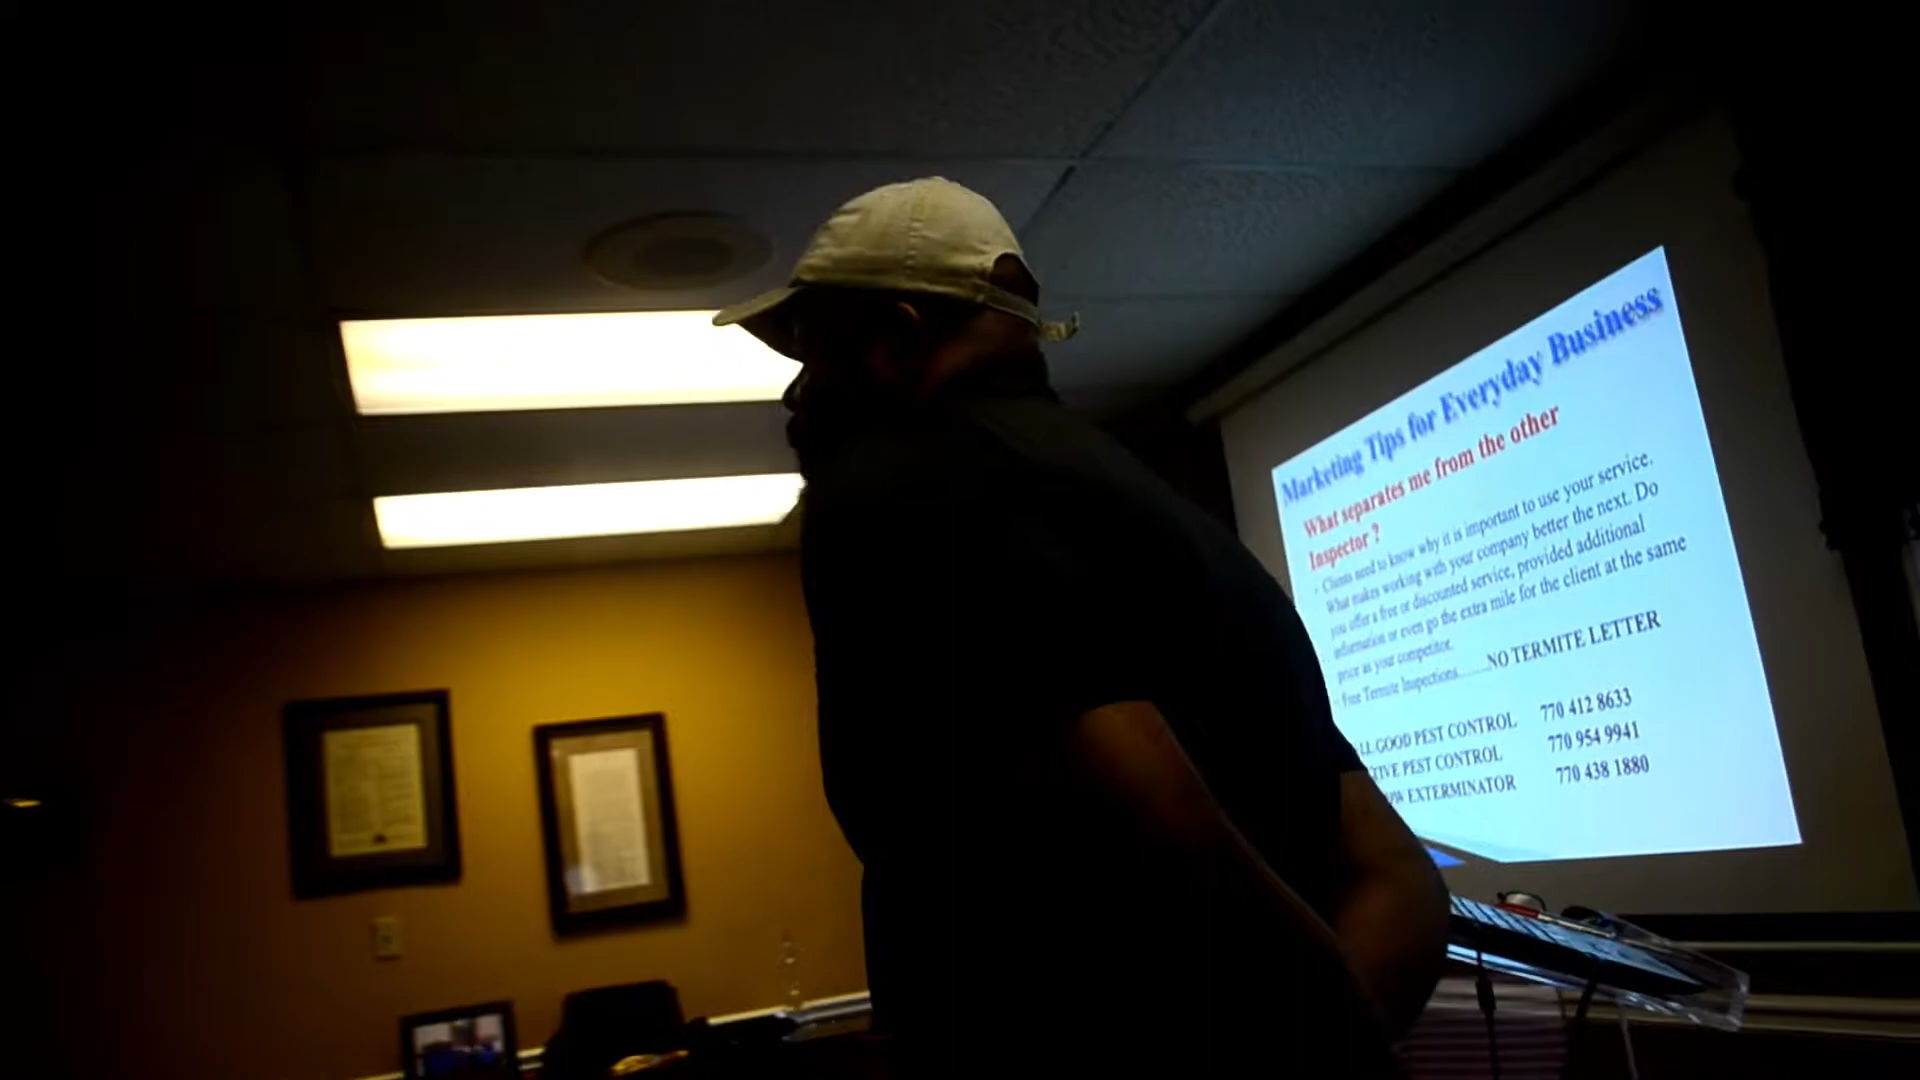 Marketing Tips for Everyday Business
What separates me from the other
Inspector ?
Clients need to know why it is important to use your service.
What makes working with your company better the next. Do
you offer a free or discounted service, provided additional
information or even go the extra mile for the client at the same
price as your competitor.
Free Termite Inspections........NO TERMITE LETTER
LL GOOD PEST CONTROL 770 412 8633
TIVE PEST CONTROL 770 954 9941
OW EXTERMINATOR 770 438 1880